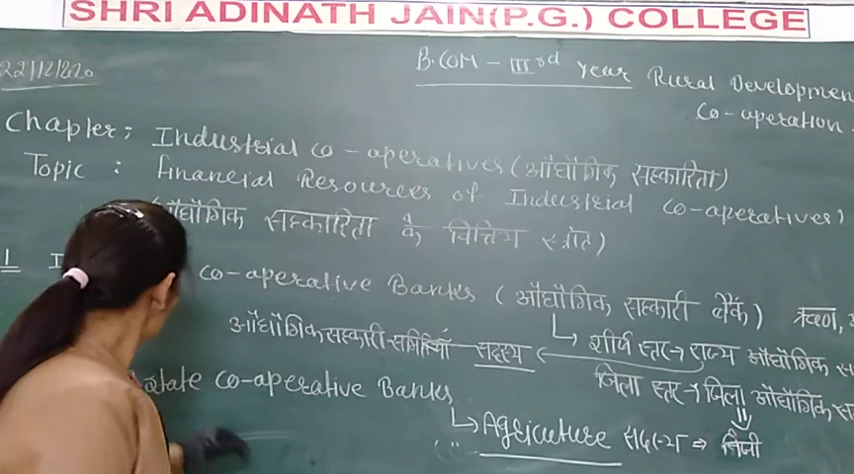 SHRI ADINATH JAIN(P.G.) COLLEGE
22/12/2020
B.COM - IIIrd year Rural Developmen
Co-operation
Chapter: Industrial co-operatives (औद्योगिक सहकारिता)
Topic : financial Resources of Industrial co-operatives)
औद्योगिक सहकारिता के वित्तिय स्त्रोत)
1 I co-operative Banks (औद्योगिक सहकारी बैंक) ऋण,
औद्योगिक सहकारी समितियाँ सदस्य शीर्ष स्तर→ राज्य औद्योगिक स
जिला स्तर→ जिला औद्योगिक स
state co-operative Banks
Agriculture सदस्य ⇒ निजी